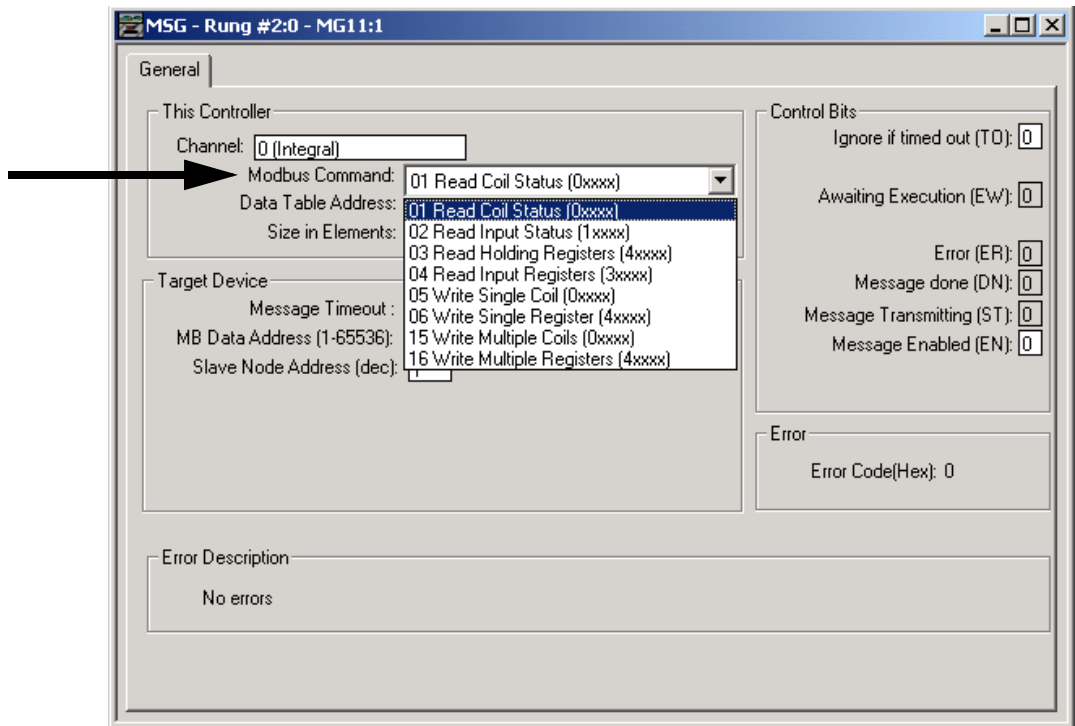 MSG - Rung #2:0 - MG11:1
General
This Controller
Channel: 0 (Integral)
Modbus Command: 01 Read Coil Status (0xxxx)
Data Table Address:
Size in Elements:
01 Read Coil Status (0xxxx)
02 Read Input Status (1xxxx)
03 Read Holding Registers (4xxxx)
04 Read Input Registers (3xxxx)
05 Write Single Coil (0xxxx)
06 Write Single Register (4xxxx)
15 Write Multiple Coils (0xxxx)
16 Write Multiple Registers (4xxxx)
Target Device
Message Timeout :
MB Data Address (1-65536):
Slave Node Address (dec):
Control Bits
Ignore if timed out (TO): 0
Awaiting Execution (EW): 0
Error (ER): 0
Message done (DN): 0
Message Transmitting (ST): 0
Message Enabled (EN): 0
Error
Error Code(Hex): 0
Error Description
No errors